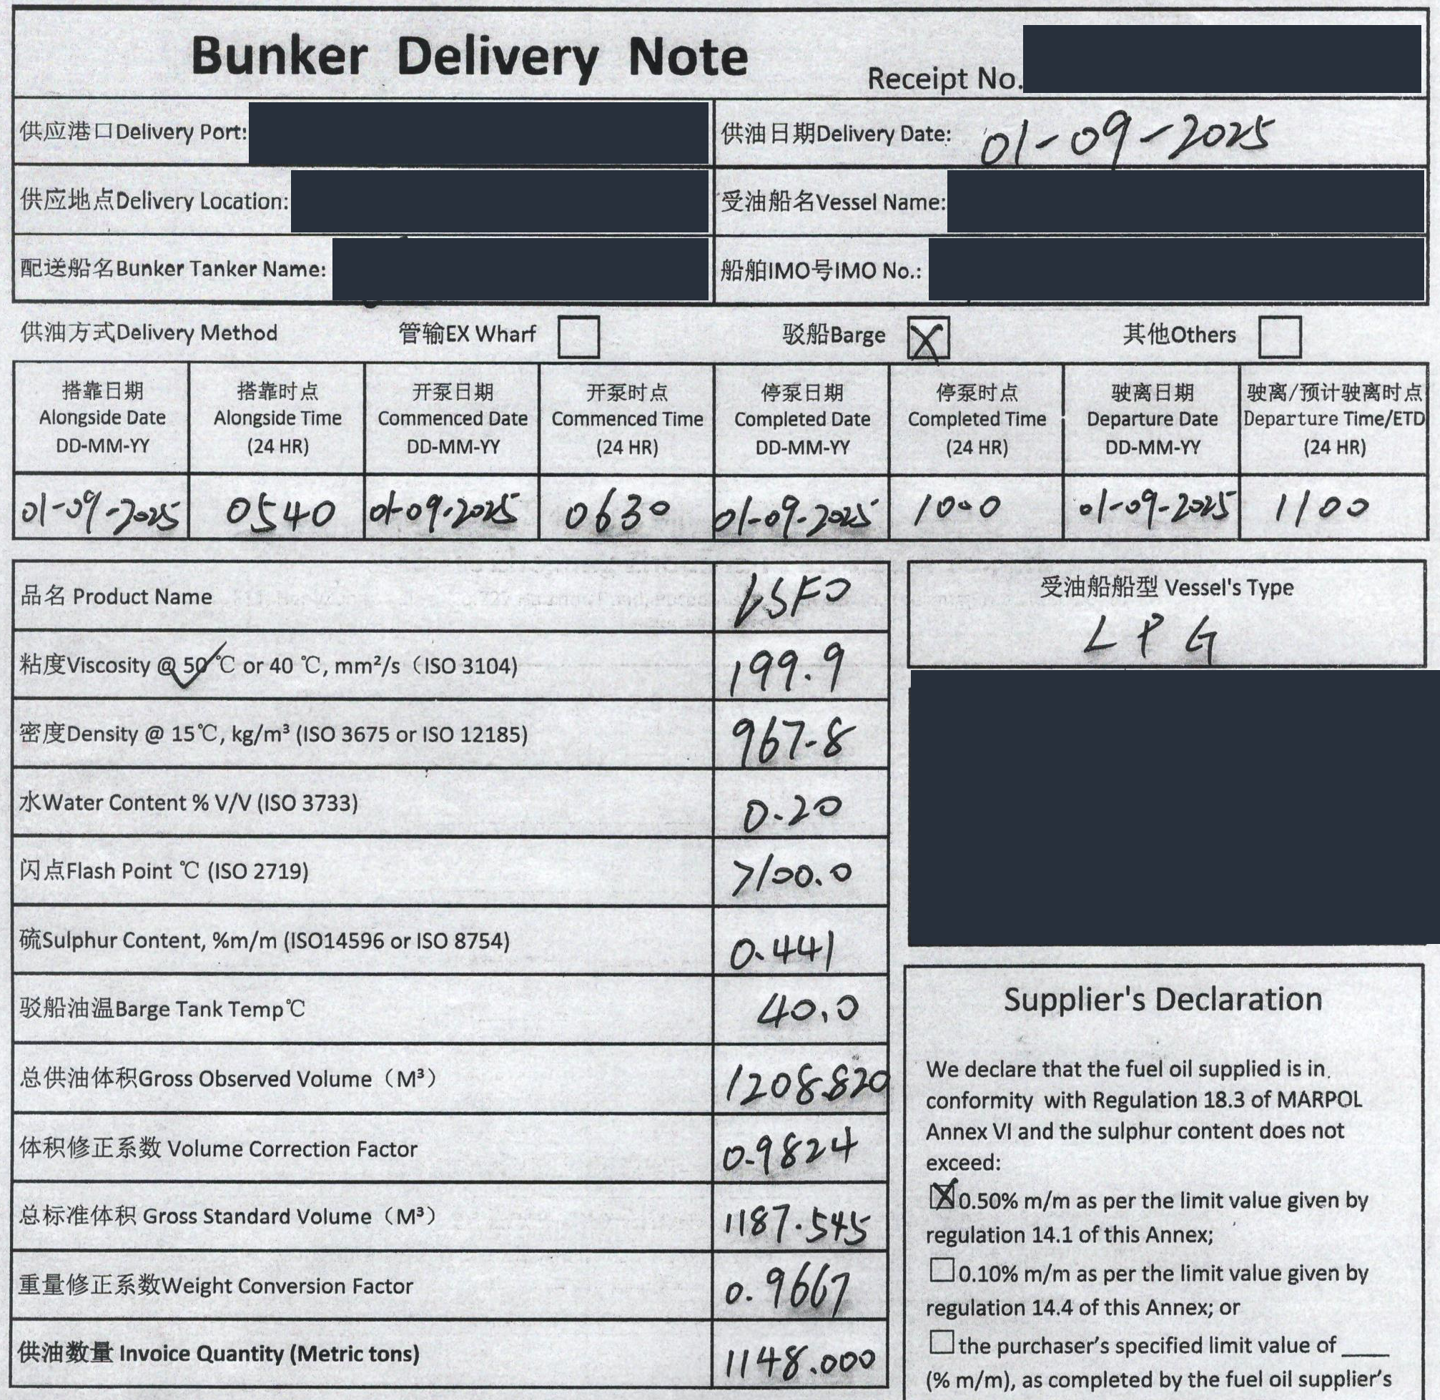 Bunker Delivery Note
Receipt No.
供应港口Delivery Port:
供油日期Delivery Date: 01-09-2025
供应地点Delivery Location:
受油船名Vessel Name:
配送船名Bunker Tanker Name:
船舶IMO号IMO No.:
供油方式Delivery Method 管输EX Wharf 驳船Barge X 其他Others
搭靠日期 Alongside Date DD-MM-YY
搭靠时点 Alongside Time (24 HR)
开泵日期 Commenced Date DD-MM-YY
开泵时点 Commenced Time (24 HR)
停泵日期 Completed Date DD-MM-YY
停泵时点 Completed Time (24 HR)
驶离日期 Departure Date DD-MM-YY
驶离/预计驶离时点 Departure Time/ETD (24 HR)
01-09-2025 0540 01-09-2025 0630 01-09-2025 1000 01-09-2025 1100
品名 Product Name LSFO
粘度Viscosity @ 50℃ or 40 ℃, mm²/s（ISO 3104) 199.9
密度Density @ 15℃, kg/m³ (ISO 3675 or ISO 12185) 967.8
水Water Content % V/V (ISO 3733) 0.20
闪点Flash Point ℃ (ISO 2719) >100.0
硫Sulphur Content, %m/m (ISO14596 or ISO 8754) 0.441
驳船油温Barge Tank Temp℃ 40.0
总供油体积Gross Observed Volume（M³） 1208.820
体积修正系数 Volume Correction Factor 0.9824
总标准体积 Gross Standard Volume（M³） 1187.545
重量修正系数Weight Conversion Factor 0.9667
供油数量 Invoice Quantity (Metric tons) 1148.000
受油船船型 Vessel's Type
LPG
Supplier's Declaration
We declare that the fuel oil supplied is in
conformity with Regulation 18.3 of MARPOL
Annex VI and the sulphur content does not
exceed:
X 0.50% m/m as per the limit value given by
regulation 14.1 of this Annex;
0.10% m/m as per the limit value given by
regulation 14.4 of this Annex; or
the purchaser's specified limit value of ____
(% m/m), as completed by the fuel oil supplier's